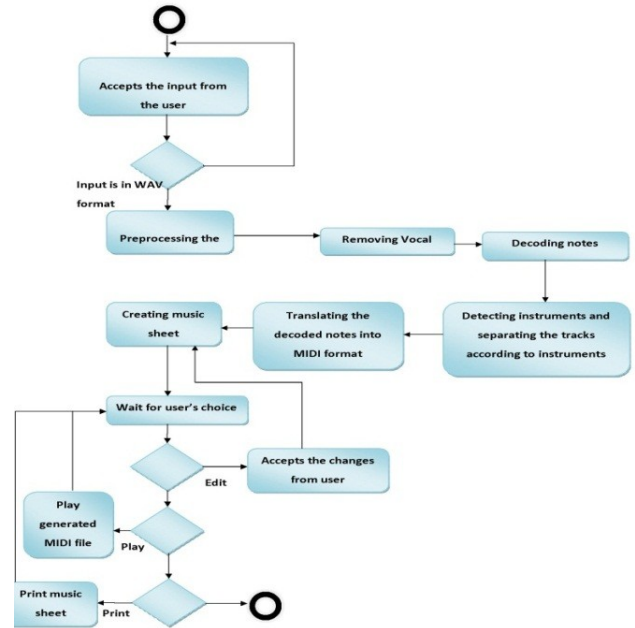 Accepts the input from
the user
Input is in WAV
format
Preprocessing the
Removing Vocal
Decoding notes
Detecting instruments and
separating the tracks
according to instruments
Translating the
decoded notes into
MIDI format
Creating music
sheet
Wait for user's choice
Edit
Accepts the changes
from user
Play
generated
MIDI file
Play
Print music
sheet
Print